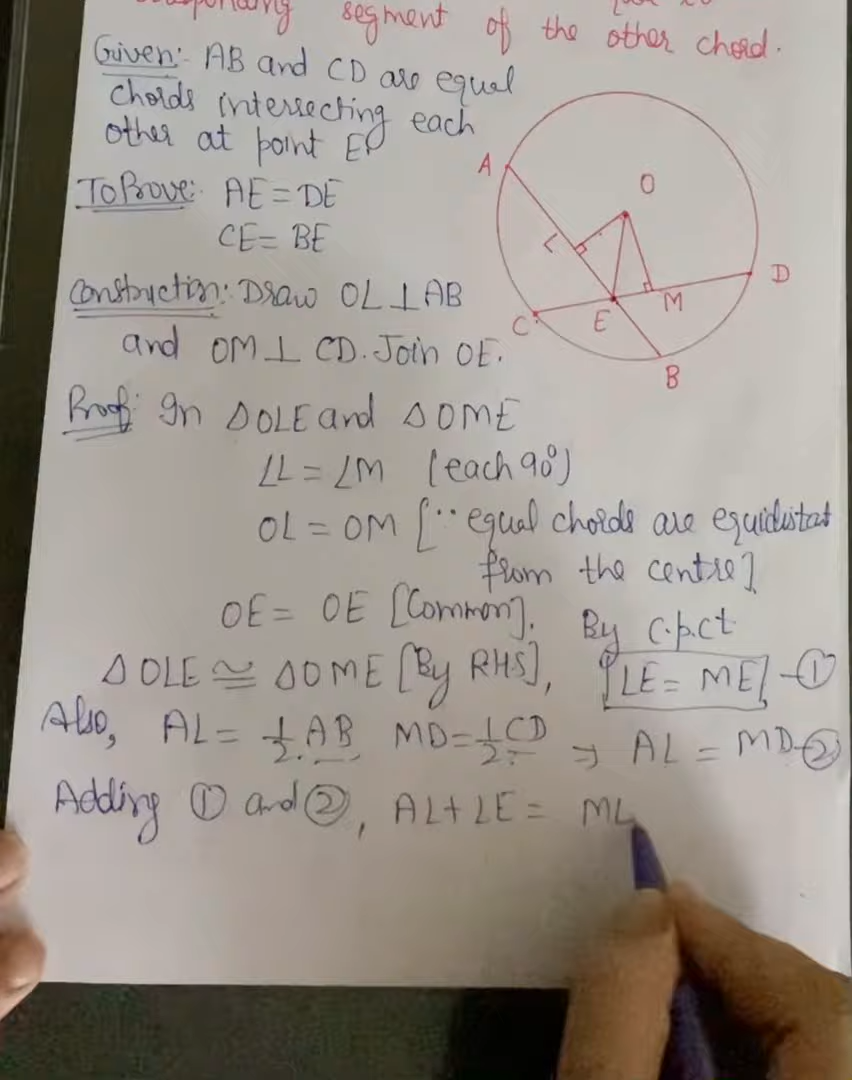 segment of the other chord.
Given:- AB and CD are equal
chords intersecting each
other at point E.
To Prove:- AE = DE
CE = BE
Construction: Draw OL ⊥ AB
and OM ⊥ CD. Join OE.
A
O
L
D
M
C
E
B
Proof: In △OLE and △OME
∠L = ∠M (each 90°)
OL = OM [∵ equal chords are equidistat
from the centre]
OE = OE [Common].
By c.p.ct
△OLE ≅ △OME [By RHS], LE = ME -①
Also, AL = 1/2 AB MD = 1/2 CD ⇒ AL = MD -②
Adding ① and ②, AL + LE =